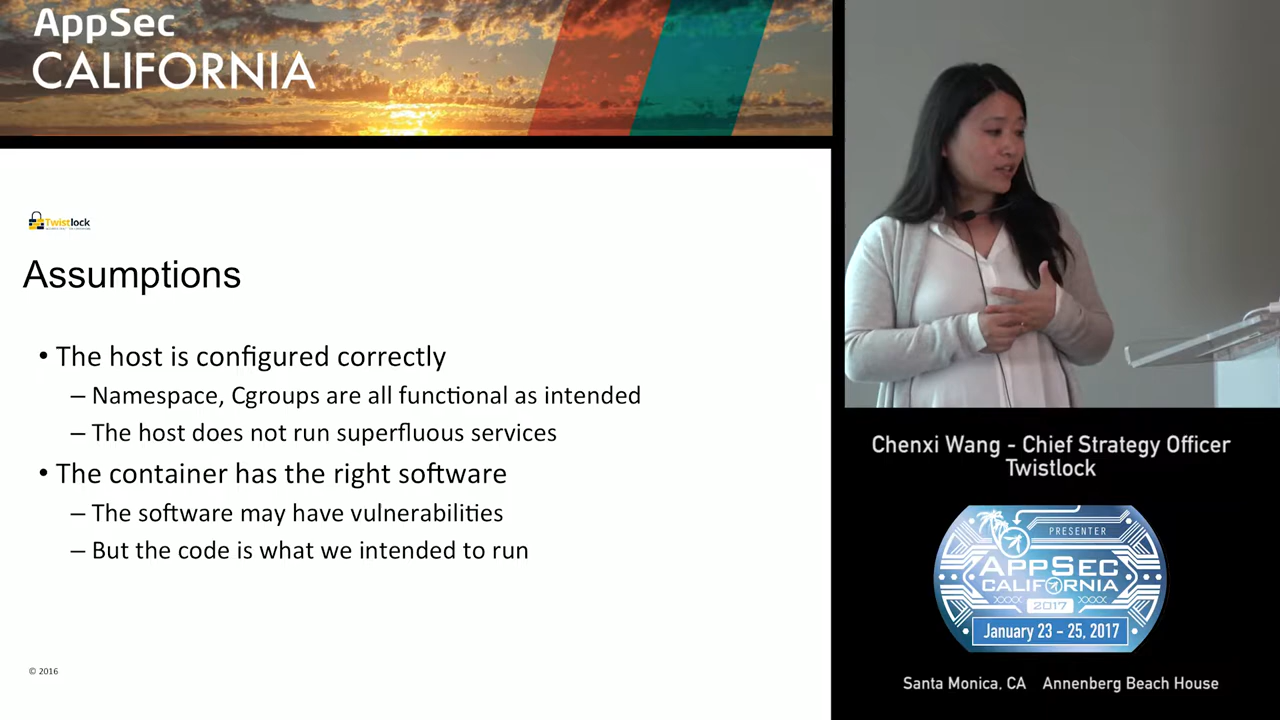 AppSec
CALIFORNIA
Twistlock
Assumptions
• The host is configured correctly
– Namespace, Cgroups are all functional as intended
– The host does not run superfluous services
• The container has the right software
– The software may have vulnerabilities
– But the code is what we intended to run
© 2016
Chenxi Wang - Chief Strategy Officer
Twistlock
PRESENTER
APPSEC
CALIFORNIA
2017
January 23 - 25, 2017
Santa Monica, CA Annenberg Beach House